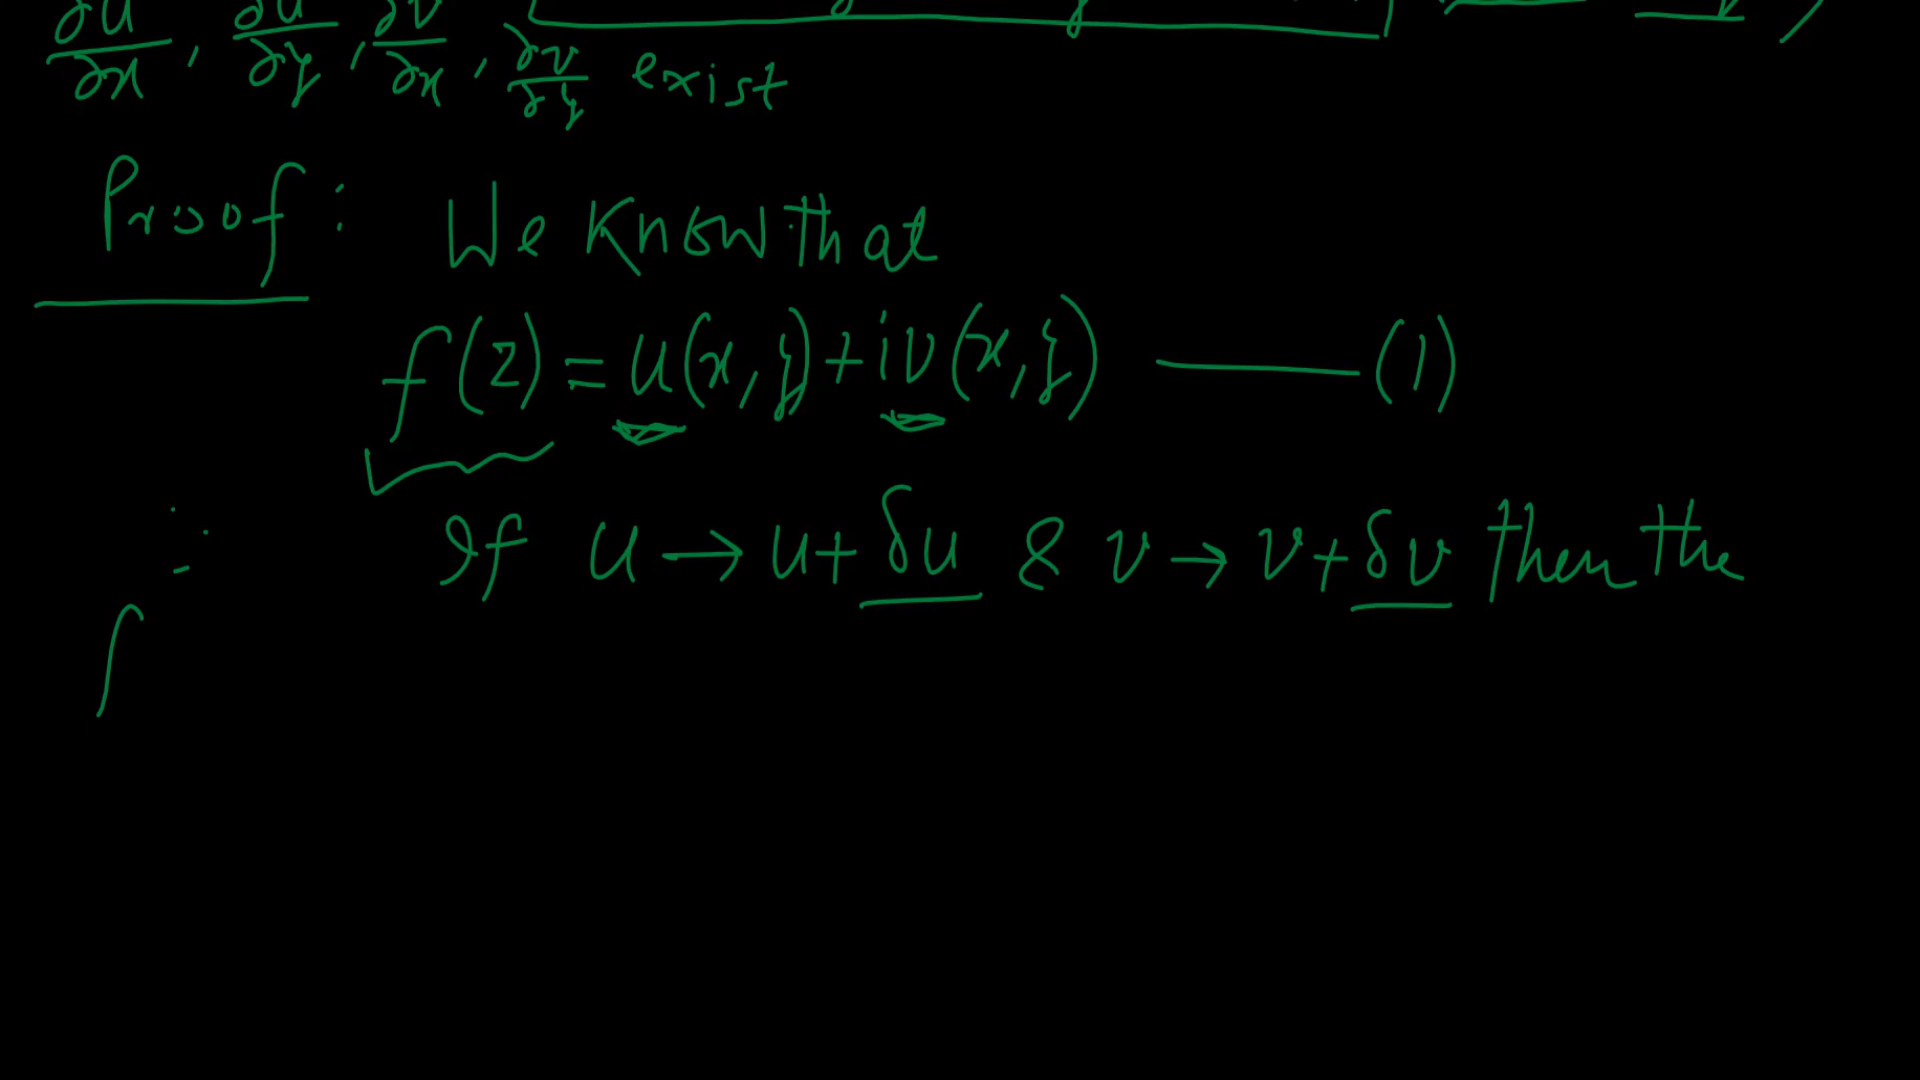 ∂u/∂x, ∂u/∂y, ∂v/∂x, ∂v/∂y exist
Proof: We know that
f(z) = u(x,y) + iv(x,y) ——— (1)
∴ If u → u + δu & v → v + δv then the